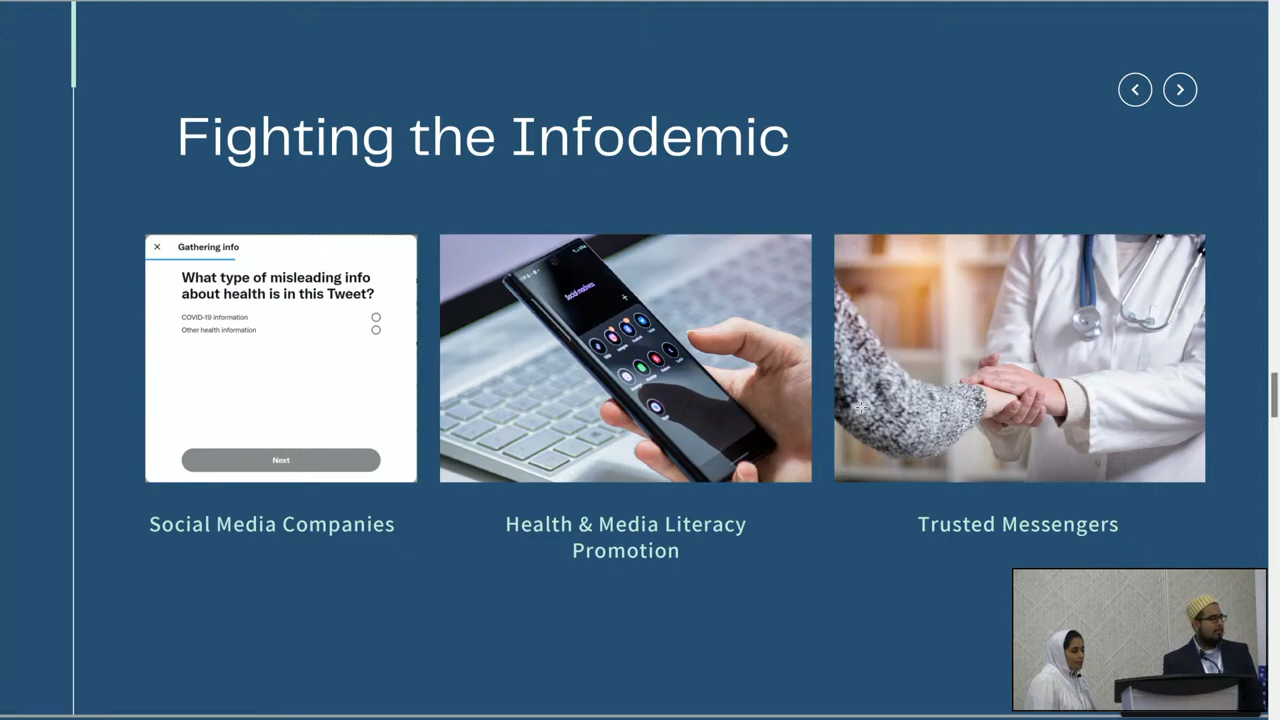 Fighting the Infodemic
Gathering info
What type of misleading info
about health is in this Tweet?
COVID-19 information
Other health information
Next
Social
Social Media Companies
Health & Media Literacy
Promotion
Trusted Messengers